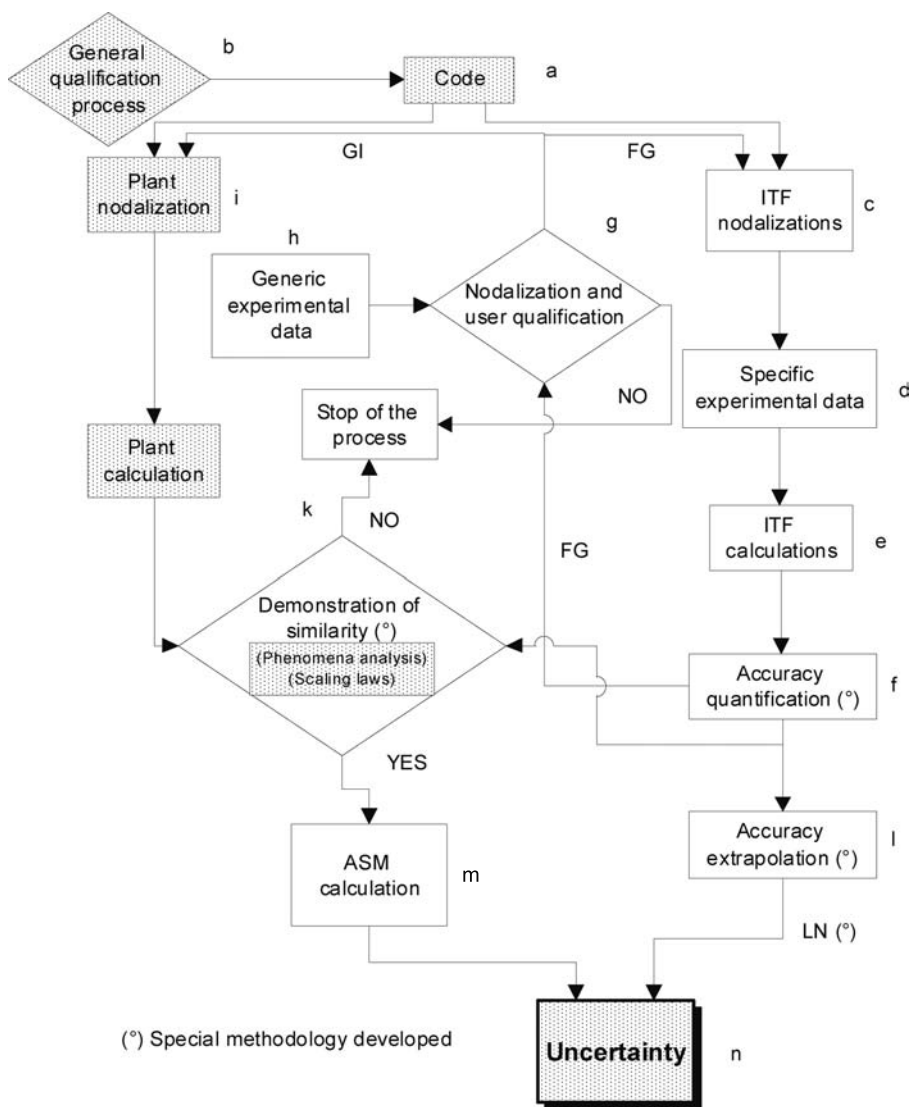 b
General
qualification
process
Code
a
GI
FG
Plant
nodalization
i
ITF
nodalizations
c
h
g
Generic
experimental
data
Nodalization and
user qualification
Specific
experimental data
d
NO
Stop of the
process
Plant
calculation
k
NO
ITF
calculations
e
FG
Demonstration of
similarity (°)
(Phenomena analysis)
(Scaling laws)
Accuracy
quantification (°)
f
YES
ASM
calculation
m
Accuracy
extrapolation (°)
l
LN (°)
(°) Special methodology developed
Uncertainty
n